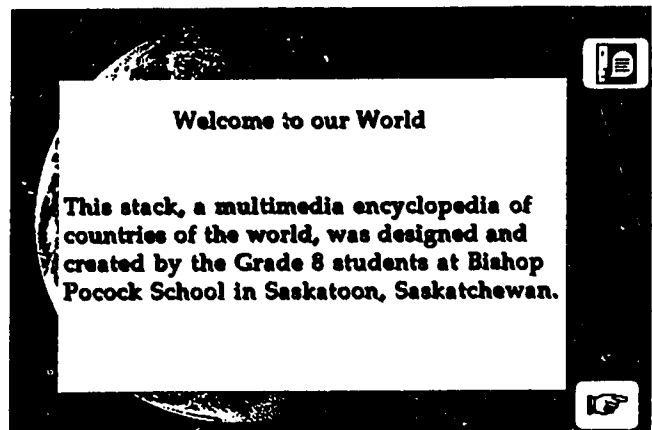 Welcome to our World
This stack, a multimedia encyclopedia of
countries of the world, was designed and
created by the Grade 8 students at Bishop
Pocock School in Saskatoon, Saskatchewan.